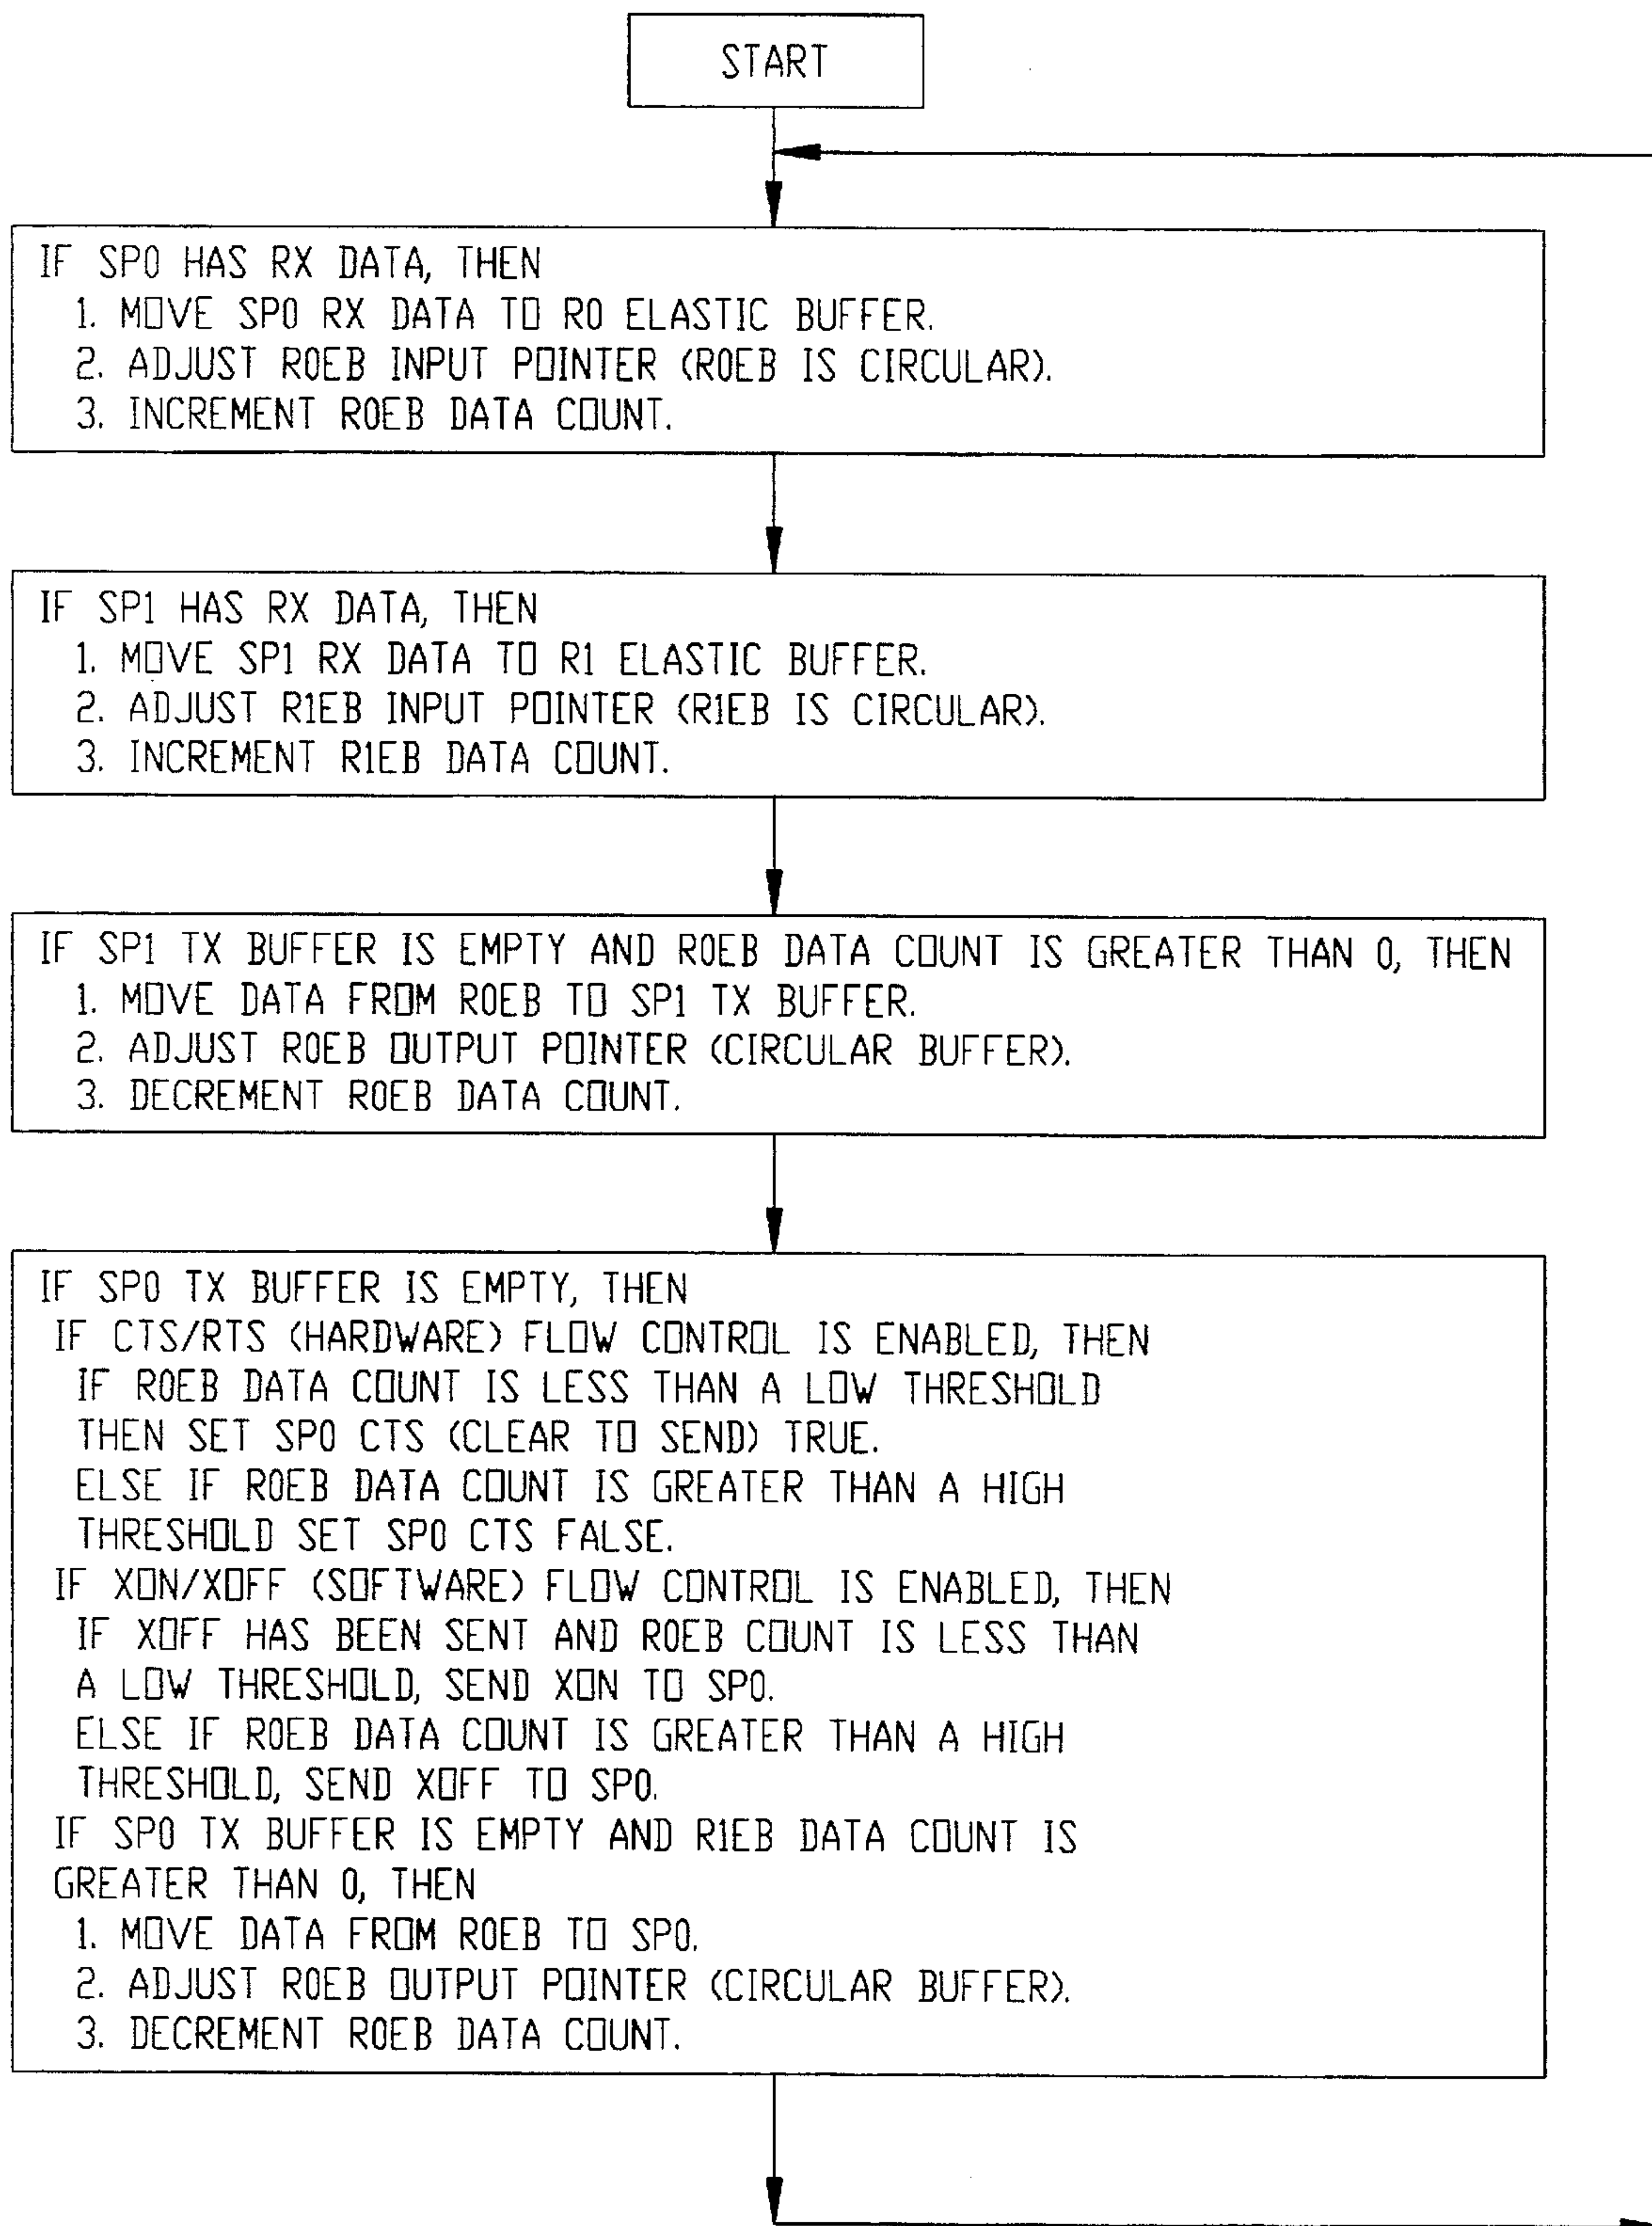 START
IF SP0 HAS RX DATA, THEN
1. MOVE SP0 RX DATA TO R0 ELASTIC BUFFER.
2. ADJUST R0EB INPUT POINTER (R0EB IS CIRCULAR).
3. INCREMENT R0EB DATA COUNT.
IF SP1 HAS RX DATA, THEN
1. MOVE SP1 RX DATA TO R1 ELASTIC BUFFER.
2. ADJUST R1EB INPUT POINTER (R1EB IS CIRCULAR).
3. INCREMENT R1EB DATA COUNT.
IF SP1 TX BUFFER IS EMPTY AND R0EB DATA COUNT IS GREATER THAN 0, THEN
1. MOVE DATA FROM R0EB TO SP1 TX BUFFER.
2. ADJUST R0EB OUTPUT POINTER (CIRCULAR BUFFER).
3. DECREMENT R0EB DATA COUNT.
IF SP0 TX BUFFER IS EMPTY, THEN
IF CTS/RTS (HARDWARE) FLOW CONTROL IS ENABLED, THEN
IF R0EB DATA COUNT IS LESS THAN A LOW THRESHOLD
THEN SET SP0 CTS (CLEAR TO SEND) TRUE.
ELSE IF R0EB DATA COUNT IS GREATER THAN A HIGH
THRESHOLD SET SP0 CTS FALSE.
IF XON/XOFF (SOFTWARE) FLOW CONTROL IS ENABLED, THEN
IF XOFF HAS BEEN SENT AND R0EB COUNT IS LESS THAN
A LOW THRESHOLD, SEND XON TO SP0.
ELSE IF R0EB DATA COUNT IS GREATER THAN A HIGH
THRESHOLD, SEND XOFF TO SP0.
IF SP0 TX BUFFER IS EMPTY AND R1EB DATA COUNT IS
GREATER THAN 0, THEN
1. MOVE DATA FROM R0EB TO SP0.
2. ADJUST R0EB OUTPUT POINTER (CIRCULAR BUFFER).
3. DECREMENT R0EB DATA COUNT.